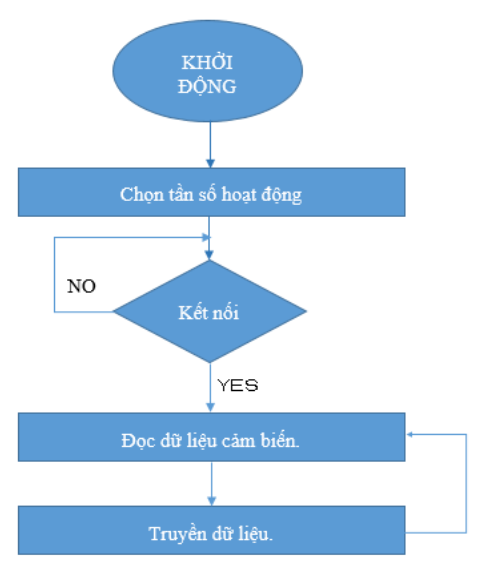 KHỞI
ĐỘNG
Chọn tần số hoạt động
NO
Kết nối
YES
Đọc dữ liệu cảm biến.
Truyền dữ liệu.